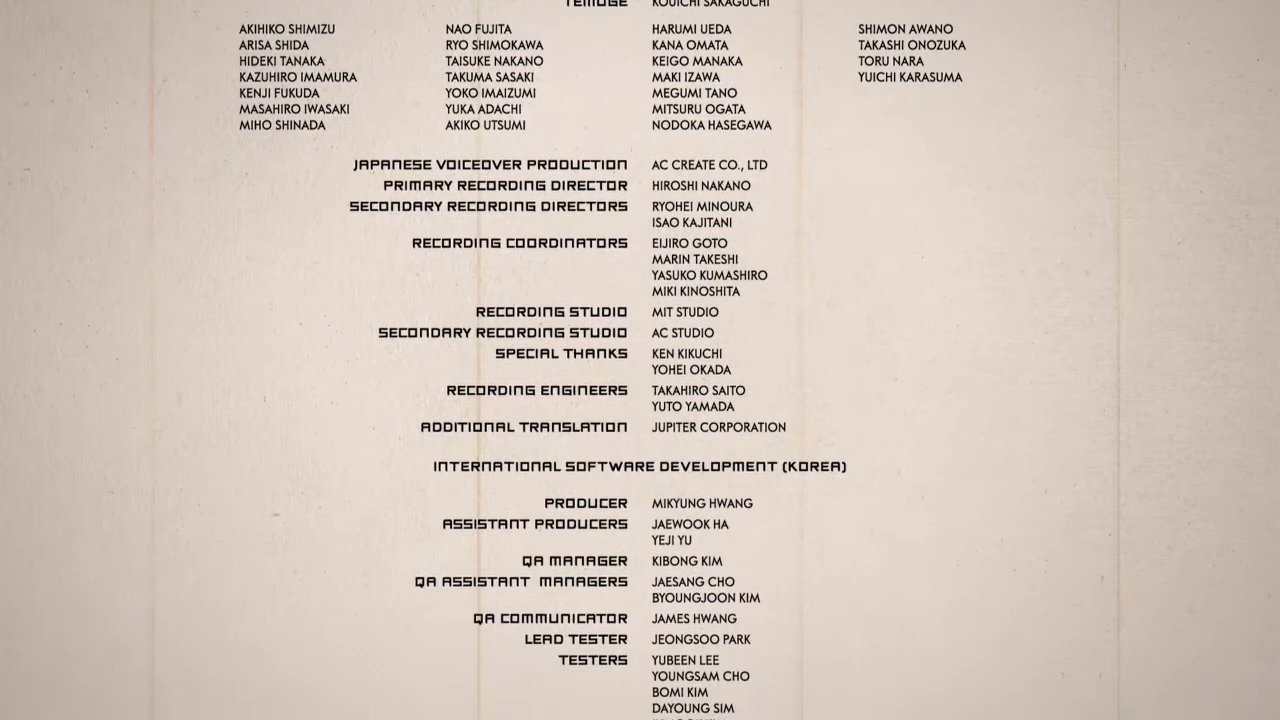 TEMUGE KOUICHI SAKAGUCHI
AKIHIKO SHIMIZU NAO FUJITA HARUMI UEDA SHIMON AWANO
ARISA SHIDA RYO SHIMOKAWA KANA OMATA TAKASHI ONOZUKA
HIDEKI TANAKA TAISUKE NAKANO KEIGO MANAKA TORU NARA
KAZUHIRO IMAMURA TAKUMA SASAKI MAKI IZAWA YUICHI KARASUMA
KENJI FUKUDA YOKO IMAIZUMI MEGUMI TANO
MASAHIRO IWASAKI YUKA ADACHI MITSURU OGATA
MIHO SHINADA AKIKO UTSUMI NODOKA HASEGAWA
JAPANESE VOICEOVER PRODUCTION AC CREATE CO., LTD
PRIMARY RECORDING DIRECTOR HIROSHI NAKANO
SECONDARY RECORDING DIRECTORS RYOHEI MINOURA
ISAO KAJITANI
RECORDING COORDINATORS EIJIRO GOTO
MARIN TAKESHI
YASUKO KUMASHIRO
MIKI KINOSHITA
RECORDING STUDIO MIT STUDIO
SECONDARY RECORDING STUDIO AC STUDIO
SPECIAL THANKS KEN KIKUCHI
YOHEI OKADA
RECORDING ENGINEERS TAKAHIRO SAITO
YUTO YAMADA
ADDITIONAL TRANSLATION JUPITER CORPORATION
INTERNATIONAL SOFTWARE DEVELOPMENT (KOREA)
PRODUCER MIKYUNG HWANG
ASSISTANT PRODUCERS JAEWOOK HA
YEJI YU
QA MANAGER KIBONG KIM
QA ASSISTANT MANAGERS JAESANG CHO
BYOUNGJOON KIM
QA COMMUNICATOR JAMES HWANG
LEAD TESTER JEONGSOO PARK
TESTERS YUBEEN LEE
YOUNGSAM CHO
BOMI KIM
DAYOUNG SIM